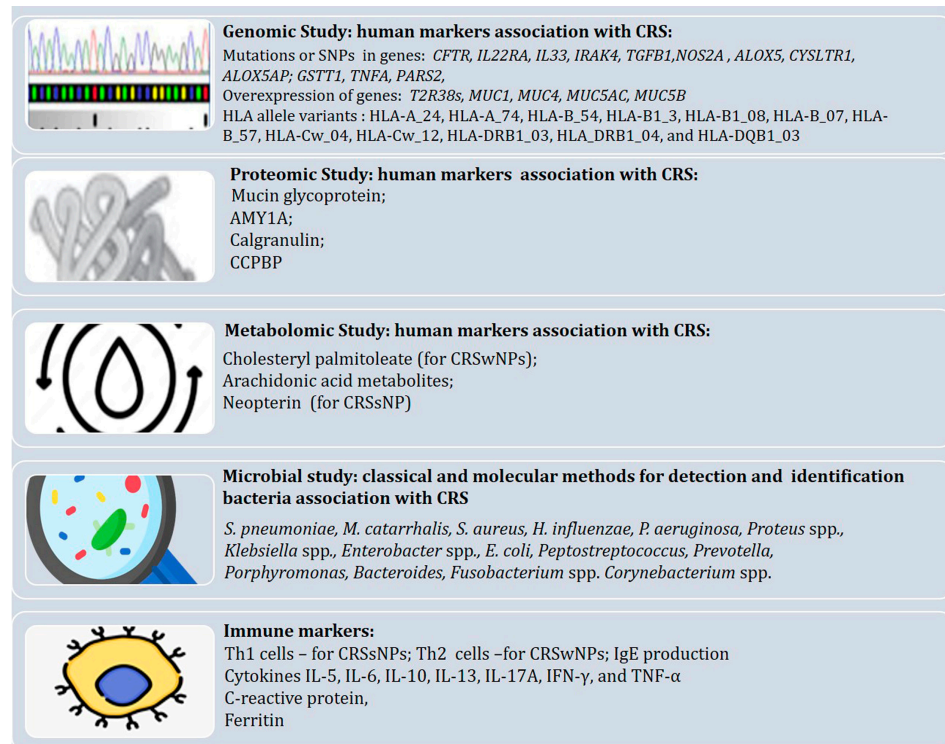 Genomic Study: human markers association with CRS:
Mutations or SNPs in genes: CFTR, IL22RA, IL33, IRAK4, TGFB1,NOS2A , ALOX5, CYSLTR1,
ALOX5AP; GSTT1, TNFA, PARS2,
Overexpression of genes: T2R38s, MUC1, MUC4, MUC5AC, MUC5B
HLA allele variants : HLA-A_24, HLA-A_74, HLA-B_54, HLA-B1_3, HLA-B1_08, HLA-B_07, HLA-
B_57, HLA-Cw_04, HLA-Cw_12, HLA-DRB1_03, HLA_DRB1_04, and HLA-DQB1_03
Proteomic Study: human markers association with CRS:
Mucin glycoprotein;
AMY1A;
Calgranulin;
CCPBP
Metabolomic Study: human markers association with CRS:
Cholesteryl palmitoleate (for CRSwNPs);
Arachidonic acid metabolites;
Neopterin (for CRSsNP)
Microbial study: classical and molecular methods for detection and identification
bacteria association with CRS
S. pneumoniae, M. catarrhalis, S. aureus, H. influenzae, P. aeruginosa, Proteus spp.,
Klebsiella spp., Enterobacter spp., E. coli, Peptostreptococcus, Prevotella,
Porphyromonas, Bacteroides, Fusobacterium spp. Corynebacterium spp.
Immune markers:
Th1 cells – for CRSsNPs; Th2 cells –for CRSwNPs; IgE production
Cytokines IL-5, IL-6, IL-10, IL-13, IL-17A, IFN-γ, and TNF-α
C-reactive protein,
Ferritin